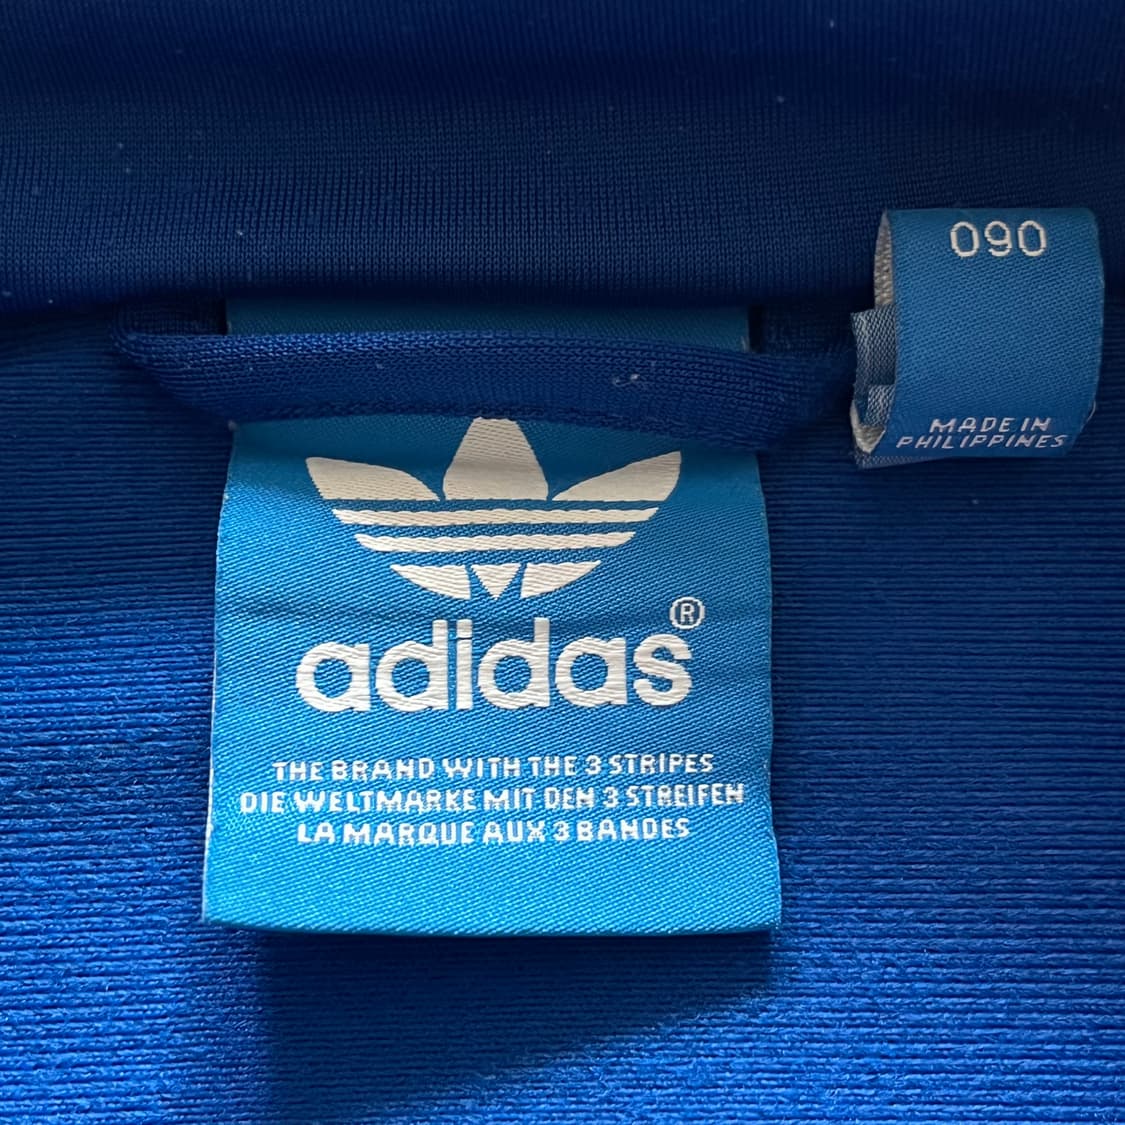 090
MADE IN
PHILIPPINES
adidas®
THE BRAND WITH THE 3 STRIPES
DIE WELTMARKE MIT DEN 3 STREIFEN
LA MARQUE AUX 3 BANDES